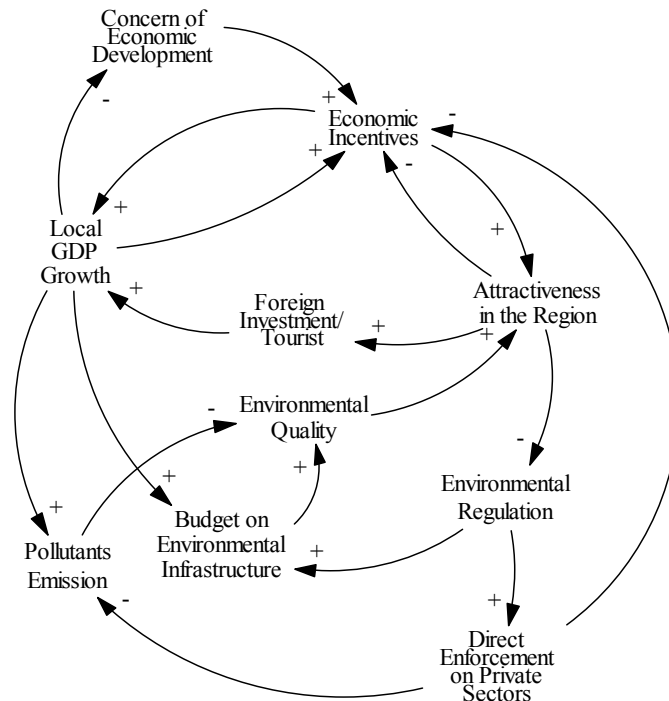 Concern of
Economic
Development
-
+
Economic
Incentives
-
+
-
+
+
Local
GDP
Growth
+
Foreign
Investment/
Tourist
+
Attractiveness
in the Region
+
-
Environmental
Quality
-
+
+
Environmental
Regulation
+
Pollutants
Emission
Budget on
Environmental
Infrastructure
+
-
+
Direct
Enforcement
on Private
Sectors